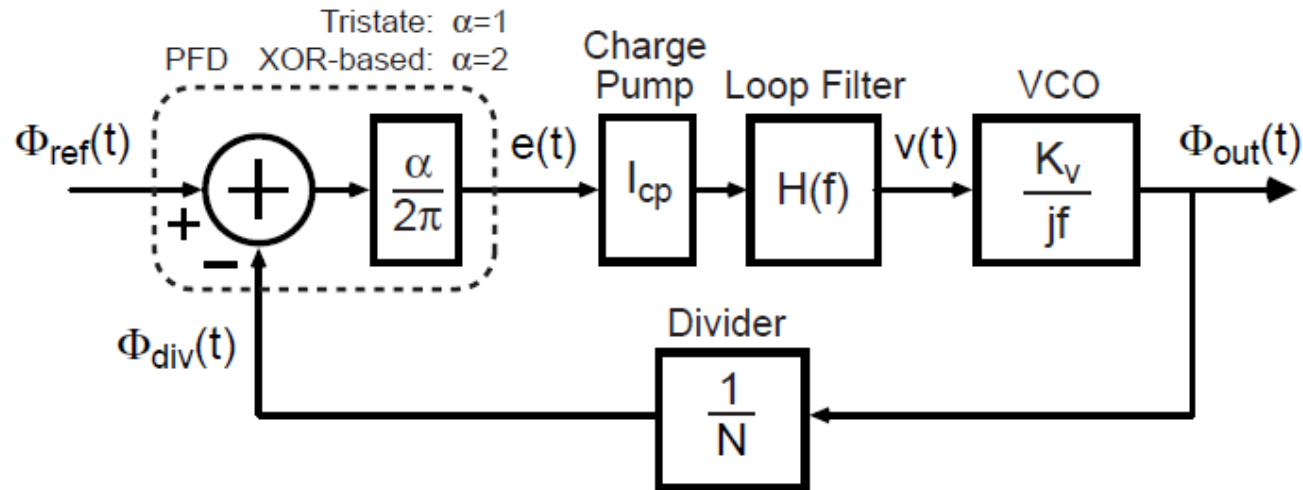 Tristate: α=1
PFD XOR-based: α=2
Charge
Pump
Loop Filter
VCO
Φref(t)
+
+
−
α
2π
e(t)
Icp
H(f)
v(t)
Kv
jf
Φout(t)
Φdiv(t)
Divider
1
N